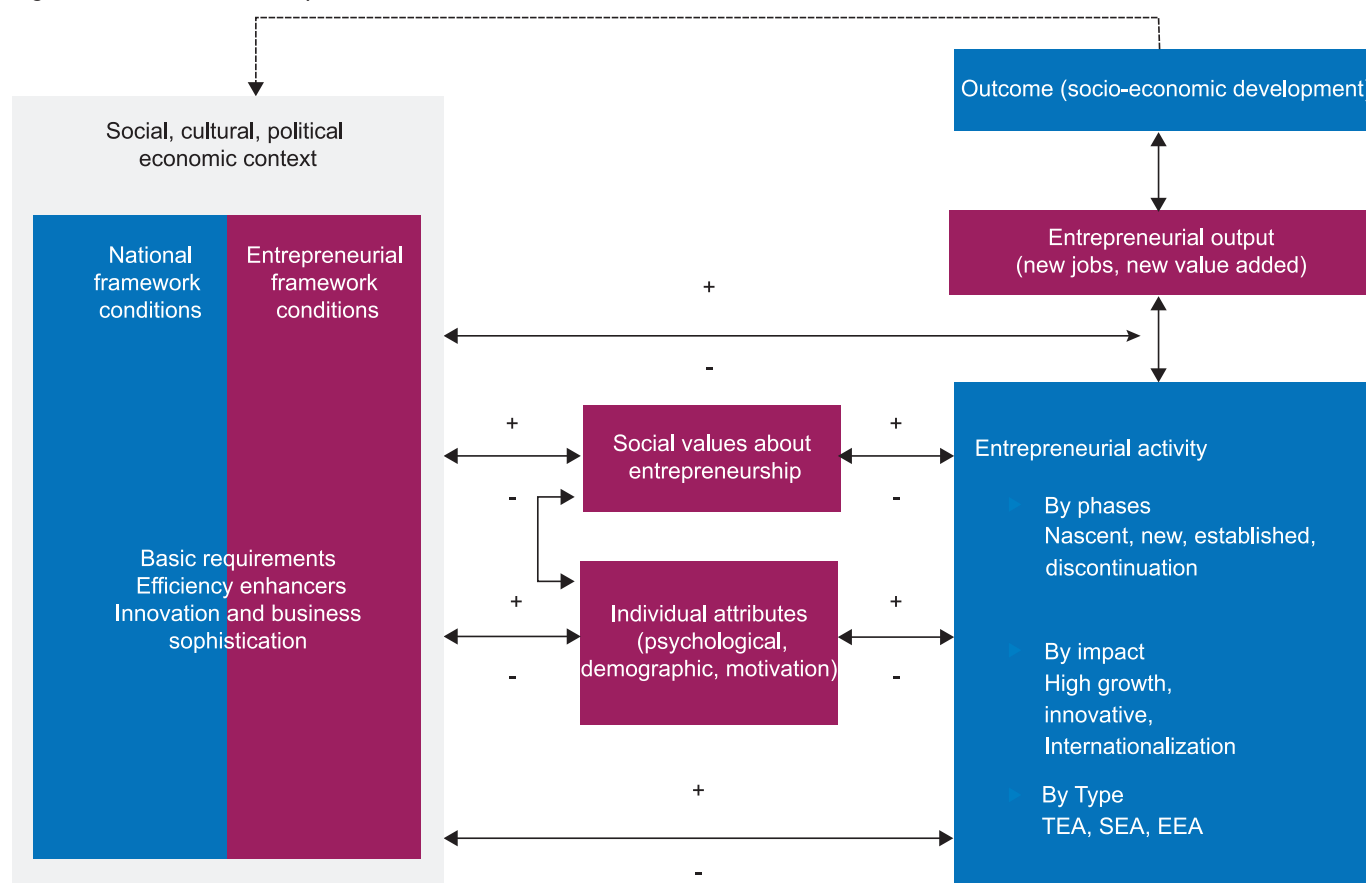 Outcome (socio-economic development)
Social, cultural, political
economic context
National
framework
conditions
Entrepreneurial
framework
conditions
Basic requirements
Efficiency enhancers
Innovation and business
sophistication
Entrepreneurial output
(new jobs, new value added)
+
-
+
Social values about
entrepreneurship
+
-
-
+
Individual attributes
(psychological,
demographic, motivation)
+
-
-
+
-
Entrepreneurial activity
By phases
Nascent, new, established,
discontinuation
By impact
High growth,
innovative,
Internationalization
By Type
TEA, SEA, EEA